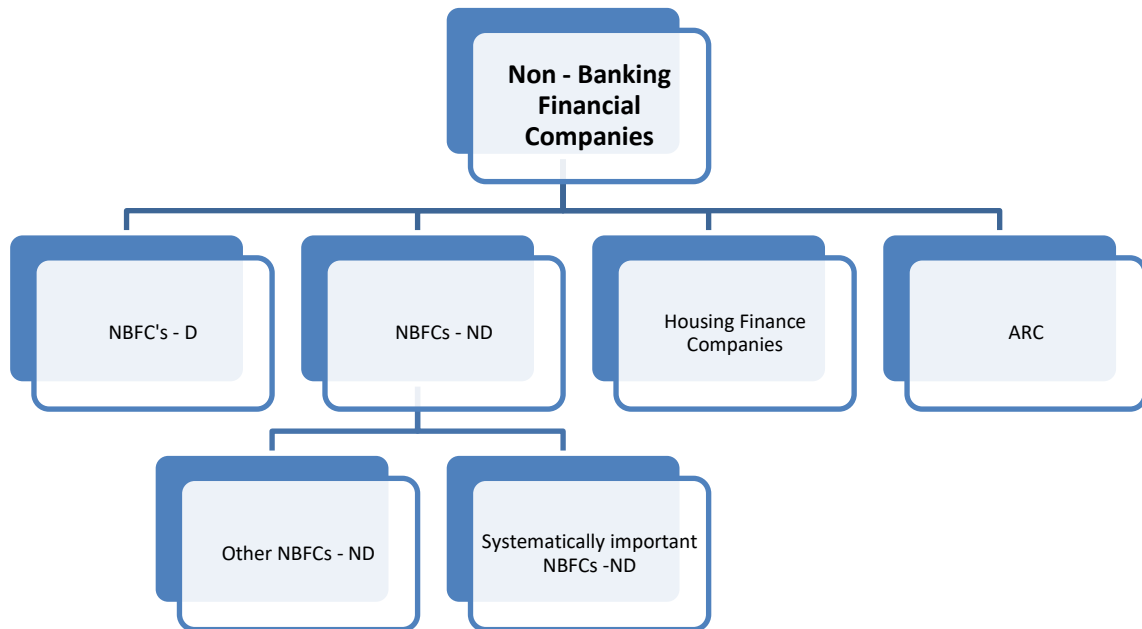 Non - Banking
Financial
Companies
NBFC's - D
NBFCs - ND
Housing Finance
Companies
ARC
Other NBFCs - ND
Systematically important
NBFCs -ND